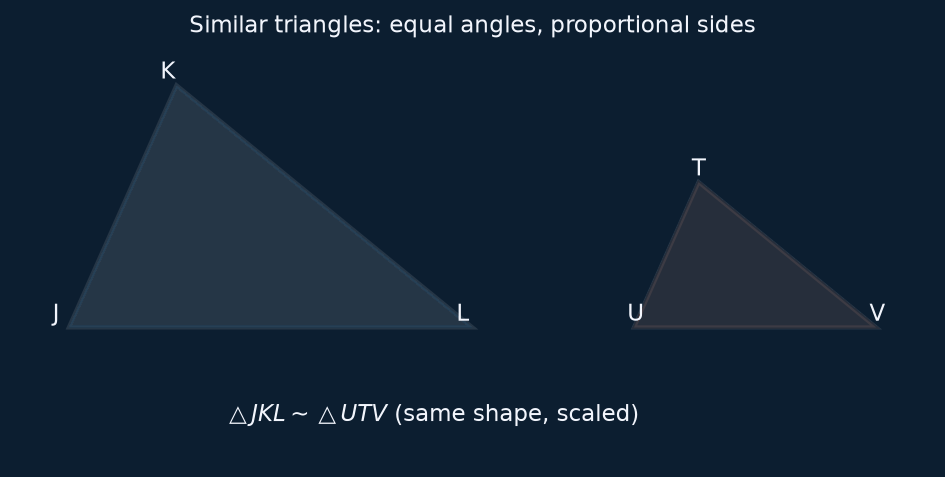 Similar triangles: equal angles, proportional sides
K
T
J
L
U
V
△JKL ~ △UTV (same shape, scaled)